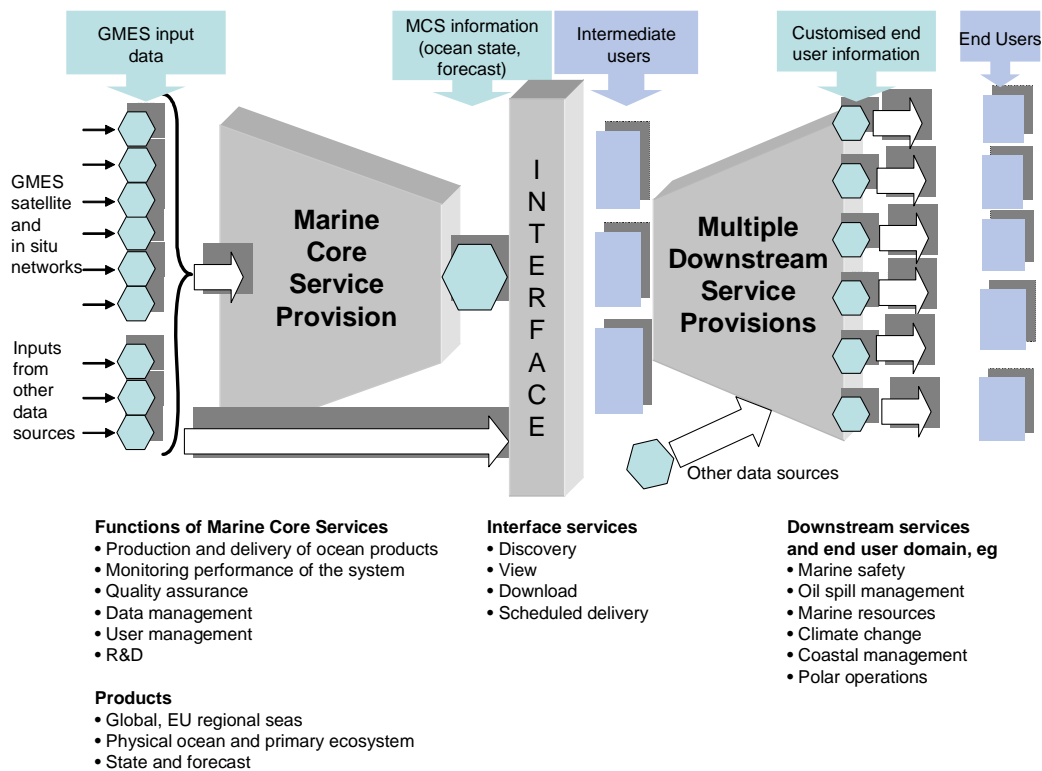 GMES input
data
MCS information
(ocean state,
forecast)
Intermediate
users
Customised end
user information
End Users
GMES
satellite
and
in situ
networks
Inputs
from
other
data
sources
Marine
Core
Service
Provision
I
N
T
E
R
F
A
C
E
Multiple
Downstream
Service
Provisions
Other data sources
Functions of Marine Core Services
• Production and delivery of ocean products
• Monitoring performance of the system
• Quality assurance
• Data management
• User management
• R&D
Products
• Global, EU regional seas
• Physical ocean and primary ecosystem
• State and forecast
Interface services
• Discovery
• View
• Download
• Scheduled delivery
Downstream services
and end user domain, eg
• Marine safety
• Oil spill management
• Marine resources
• Climate change
• Coastal management
• Polar operations